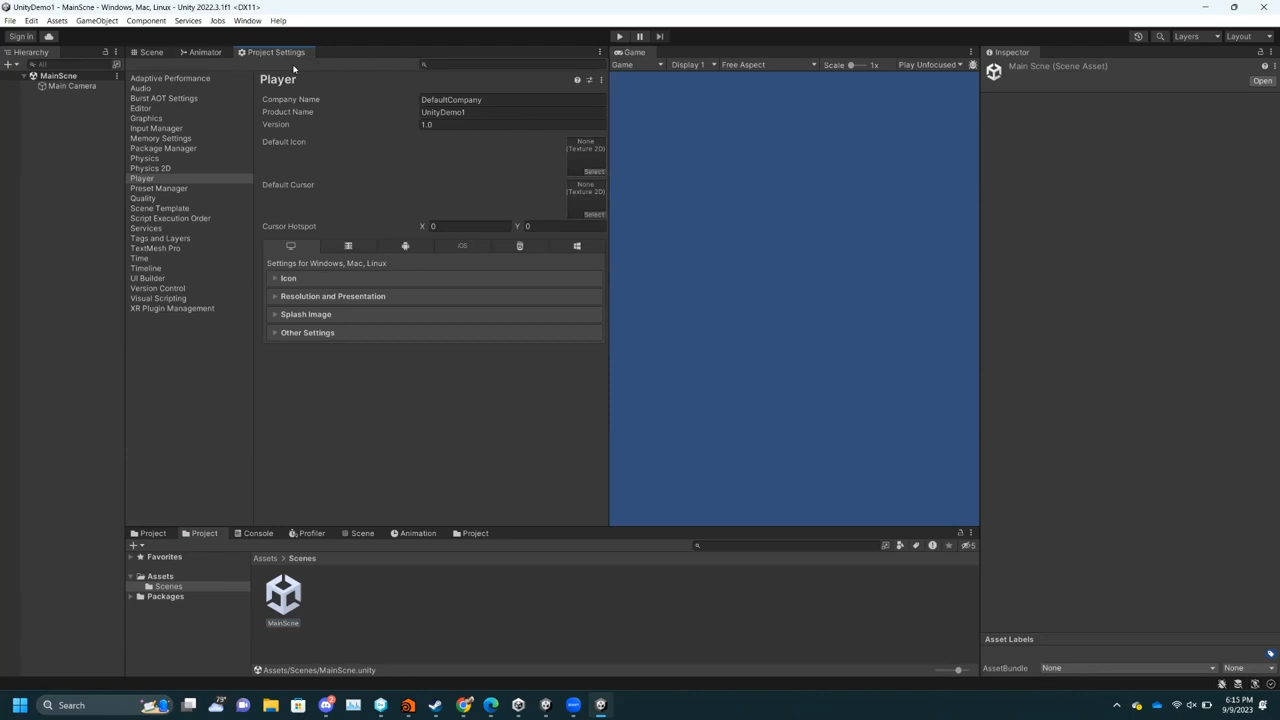 UnityDemo1 - MainScne - Windows, Mac, Linux - Unity 2022.3.1f1 <DX11>
File Edit Assets GameObject Component Services Jobs Window Help
Sign in
Layers Layout
Hierarchy
All
MainScne
Main Camera
Scene Animator Project Settings
Adaptive Performance
Audio
Burst AOT Settings
Editor
Graphics
Input Manager
Memory Settings
Package Manager
Physics
Physics 2D
Player
Preset Manager
Quality
Scene Template
Script Execution Order
Services
Tags and Layers
TextMesh Pro
Time
Timeline
UI Builder
Version Control
Visual Scripting
XR Plugin Management
Player
Company Name DefaultCompany
Product Name UnityDemo1
Version 1.0
Default Icon
None
(Texture 2D)
Select
Default Cursor
None
(Texture 2D)
Select
Cursor Hotspot X 0 Y 0
iOS
Settings for Windows, Mac, Linux
Icon
Resolution and Presentation
Splash Image
Other Settings
Game
Game Display 1 Free Aspect Scale 1x Play Unfocused
Inspector
Main Scne (Scene Asset)
Open
Asset Labels
AssetBundle None None
Project Project Console Profiler Scene Animation Project
5
Favorites
Assets
Scenes
Packages
Assets > Scenes
MainScne
Assets/Scenes/MainScne.unity
Search
79°
6:15 PM
9/9/2023